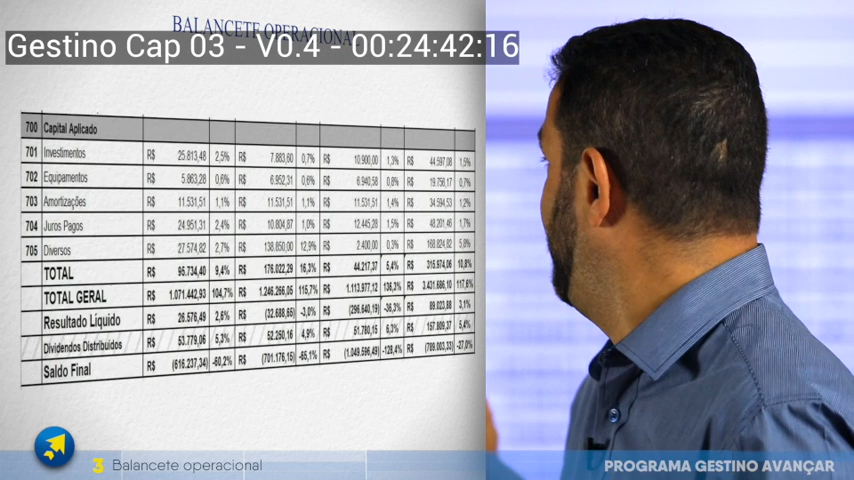 BALANCETE OPERACIONAL
Gestino Cap 03 - V0.4 - 00:24:42:16
700 Capital Aplicado
701 Investimentos R$ 25.813,48 2,5% R$ 7.883,60 0,7% R$ 10.900,00 1,3% R$ 44.597,08 1,5%
702 Equipamentos R$ 5.863,28 0,6% R$ 6.952,31 0,6% R$ 6.940,58 0,8% R$ 19.756,17 0,7%
703 Amortizações R$ 11.531,51 1,1% R$ 11.531,51 1,1% R$ 11.531,51 1,4% R$ 34.594,53 1,2%
704 Juros Pagos R$ 24.951,31 2,4% R$ 10.804,87 1,0% R$ 12.445,28 1,5% R$ 48.201,46 1,7%
705 Diversos R$ 27.574,82 2,7% R$ 138.850,00 12,9% R$ 2.400,00 0,3% R$ 168.824,82 5,8%
TOTAL R$ 95.734,40 9,4% R$ 176.022,29 16,3% R$ 44.217,37 5,4% R$ 315.974,06 10,8%
TOTAL GERAL R$ 1.071.442,93 104,7% R$ 1.246.266,05 115,7% R$ 1.113.977,12 136,3% R$ 3.431.686,10 117,6%
Resultado Líquido R$ 26.576,49 2,6% R$ (32.688,65) -3,0% R$ (296.640,19) -36,3% R$ 89.023,88 3,1%
Dividendos Distribuídos R$ 53.779,06 5,3% R$ 52.250,16 4,9% R$ 51.780,15 6,3% R$ 157.809,37 5,4%
Saldo Final R$ (616.237,34) -60,2% R$ (701.176,15) -65,1% R$ (1.049.596,49) -128,4% R$ (789.003,33) -27,0%
3 Balancete operacional
PROGRAMA GESTINO AVANÇAR